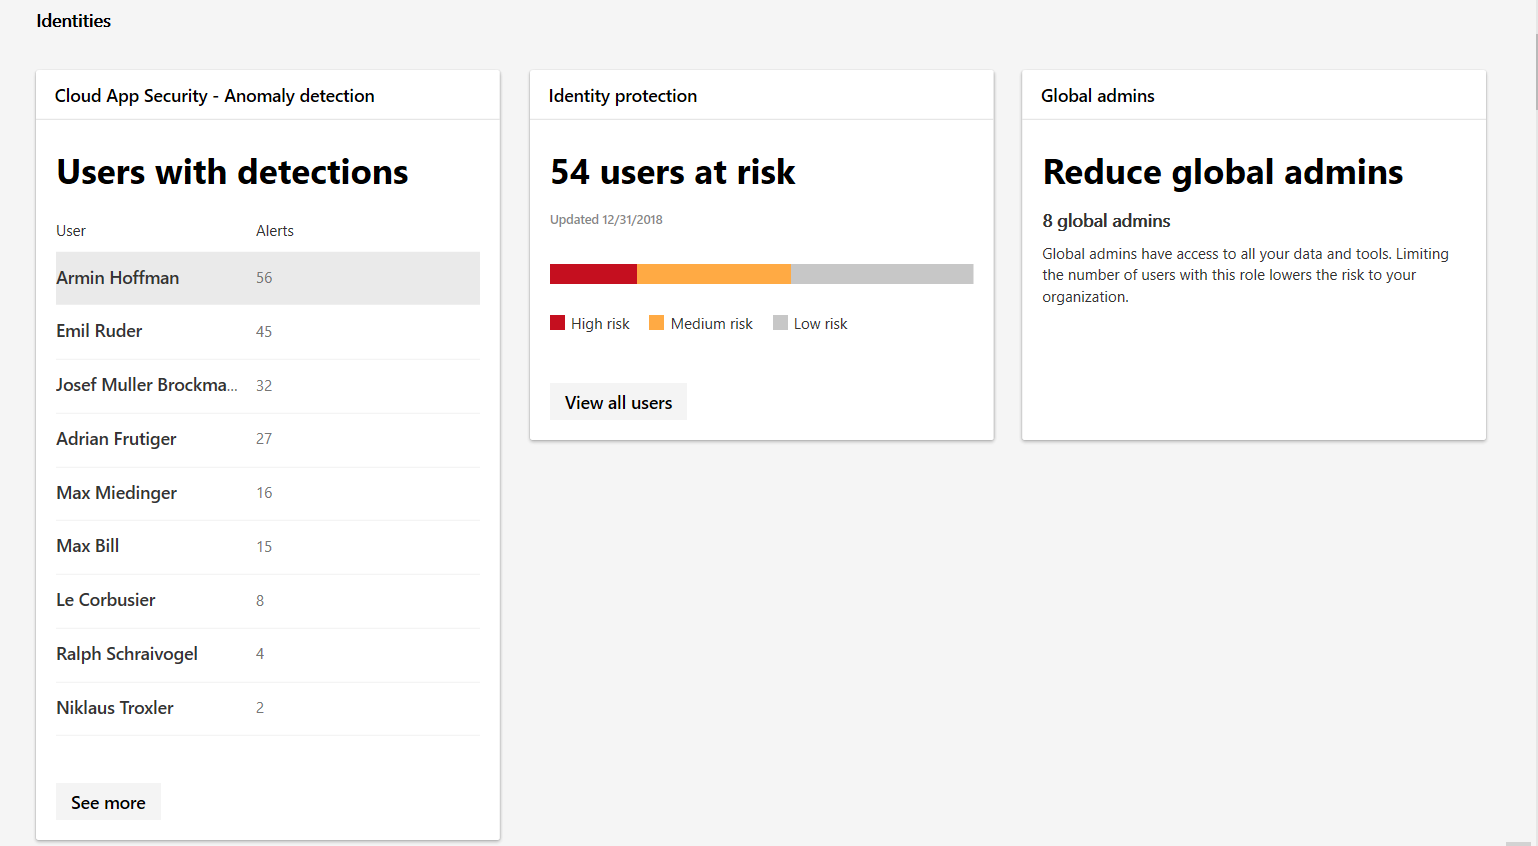 Identities
Cloud App Security - Anomaly detection
Users with detections
User Alerts
Armin Hoffman 56
Emil Ruder 45
Josef Muller Brockma... 32
Adrian Frutiger 27
Max Miedinger 16
Max Bill 15
Le Corbusier 8
Ralph Schraivogel 4
Niklaus Troxler 2
See more
Identity protection
54 users at risk
Updated 12/31/2018
High risk Medium risk Low risk
View all users
Global admins
Reduce global admins
8 global admins
Global admins have access to all your data and tools. Limiting
the number of users with this role lowers the risk to your
organization.